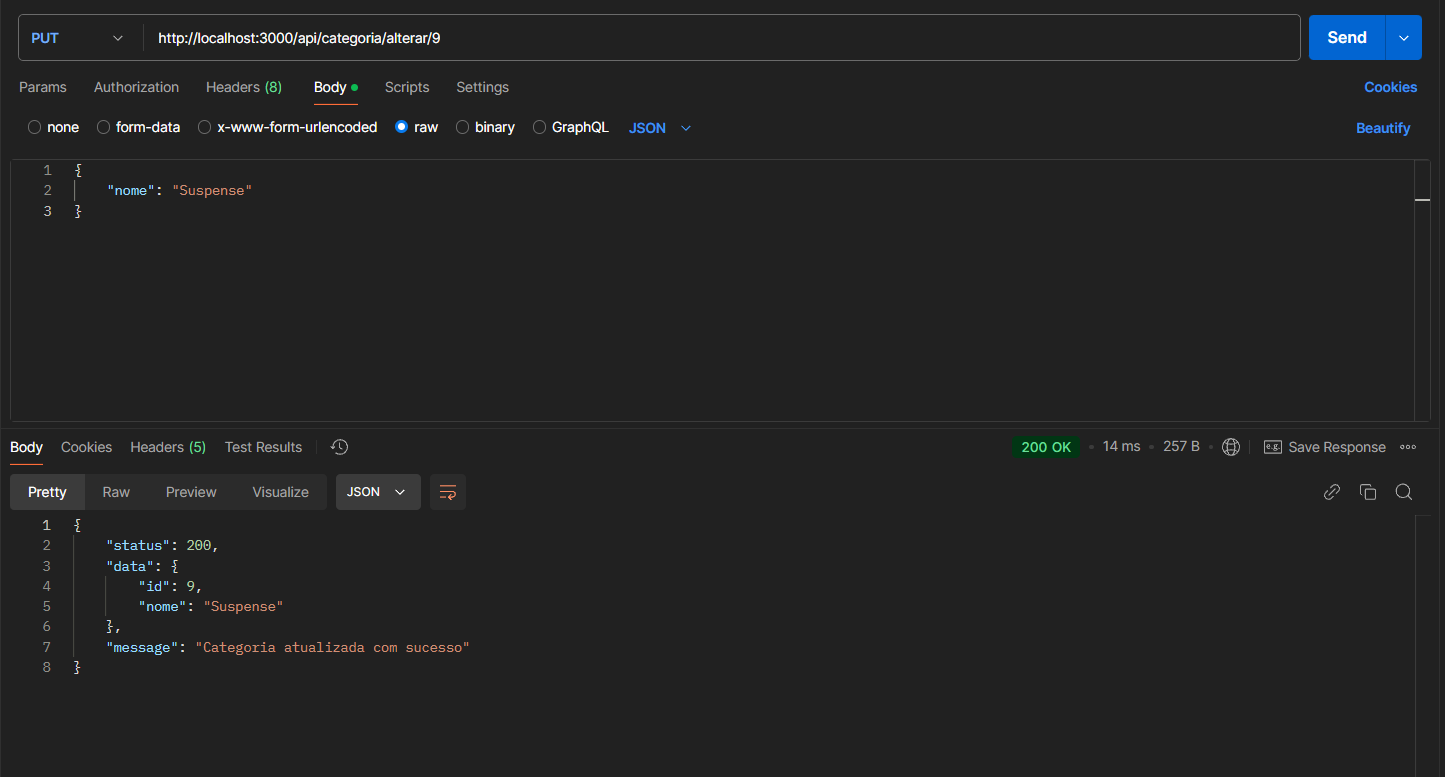 PUT http://localhost:3000/api/categoria/alterar/9 Send
Params Authorization Headers (8) Body Scripts Settings Cookies
none form-data x-www-form-urlencoded raw binary GraphQL JSON Beautify
1 {
2 "nome": "Suspense"
3 }
Body Cookies Headers (5) Test Results 200 OK 14 ms 257 B e.g. Save Response
Pretty Raw Preview Visualize JSON
1 {
2 "status": 200,
3 "data": {
4 "id": 9,
5 "nome": "Suspense"
6 },
7 "message": "Categoria atualizada com sucesso"
8 }